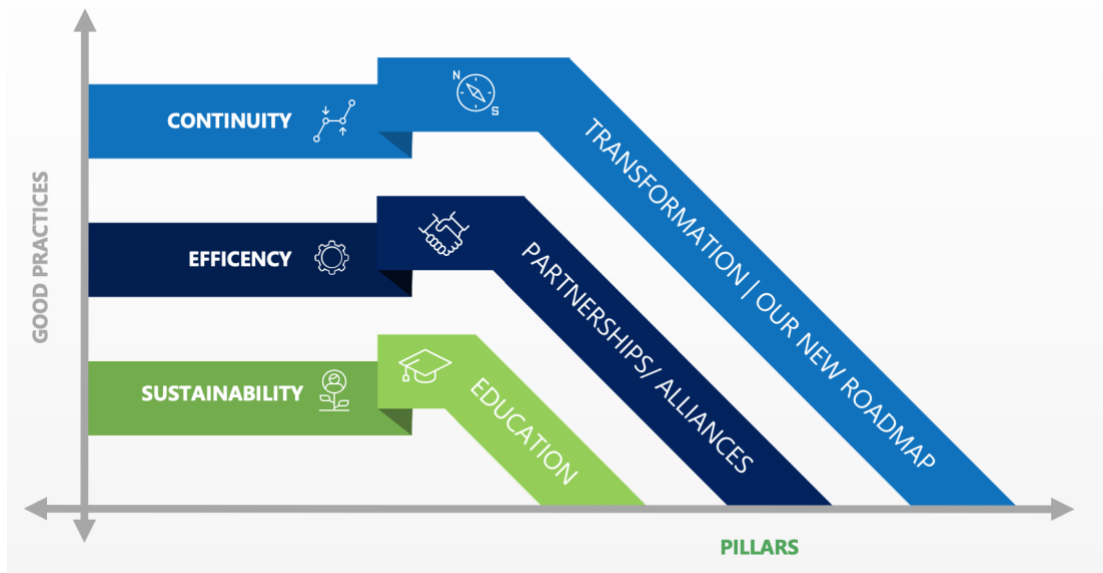 N
S
CONTINUITY
TRANSFORMATION | OUR NEW ROADMAP
GOOD PRACTICES
EFFICENCY
PARTNERSHIPS/ ALLIANCES
SUSTAINABILITY
EDUCATION
PILLARS